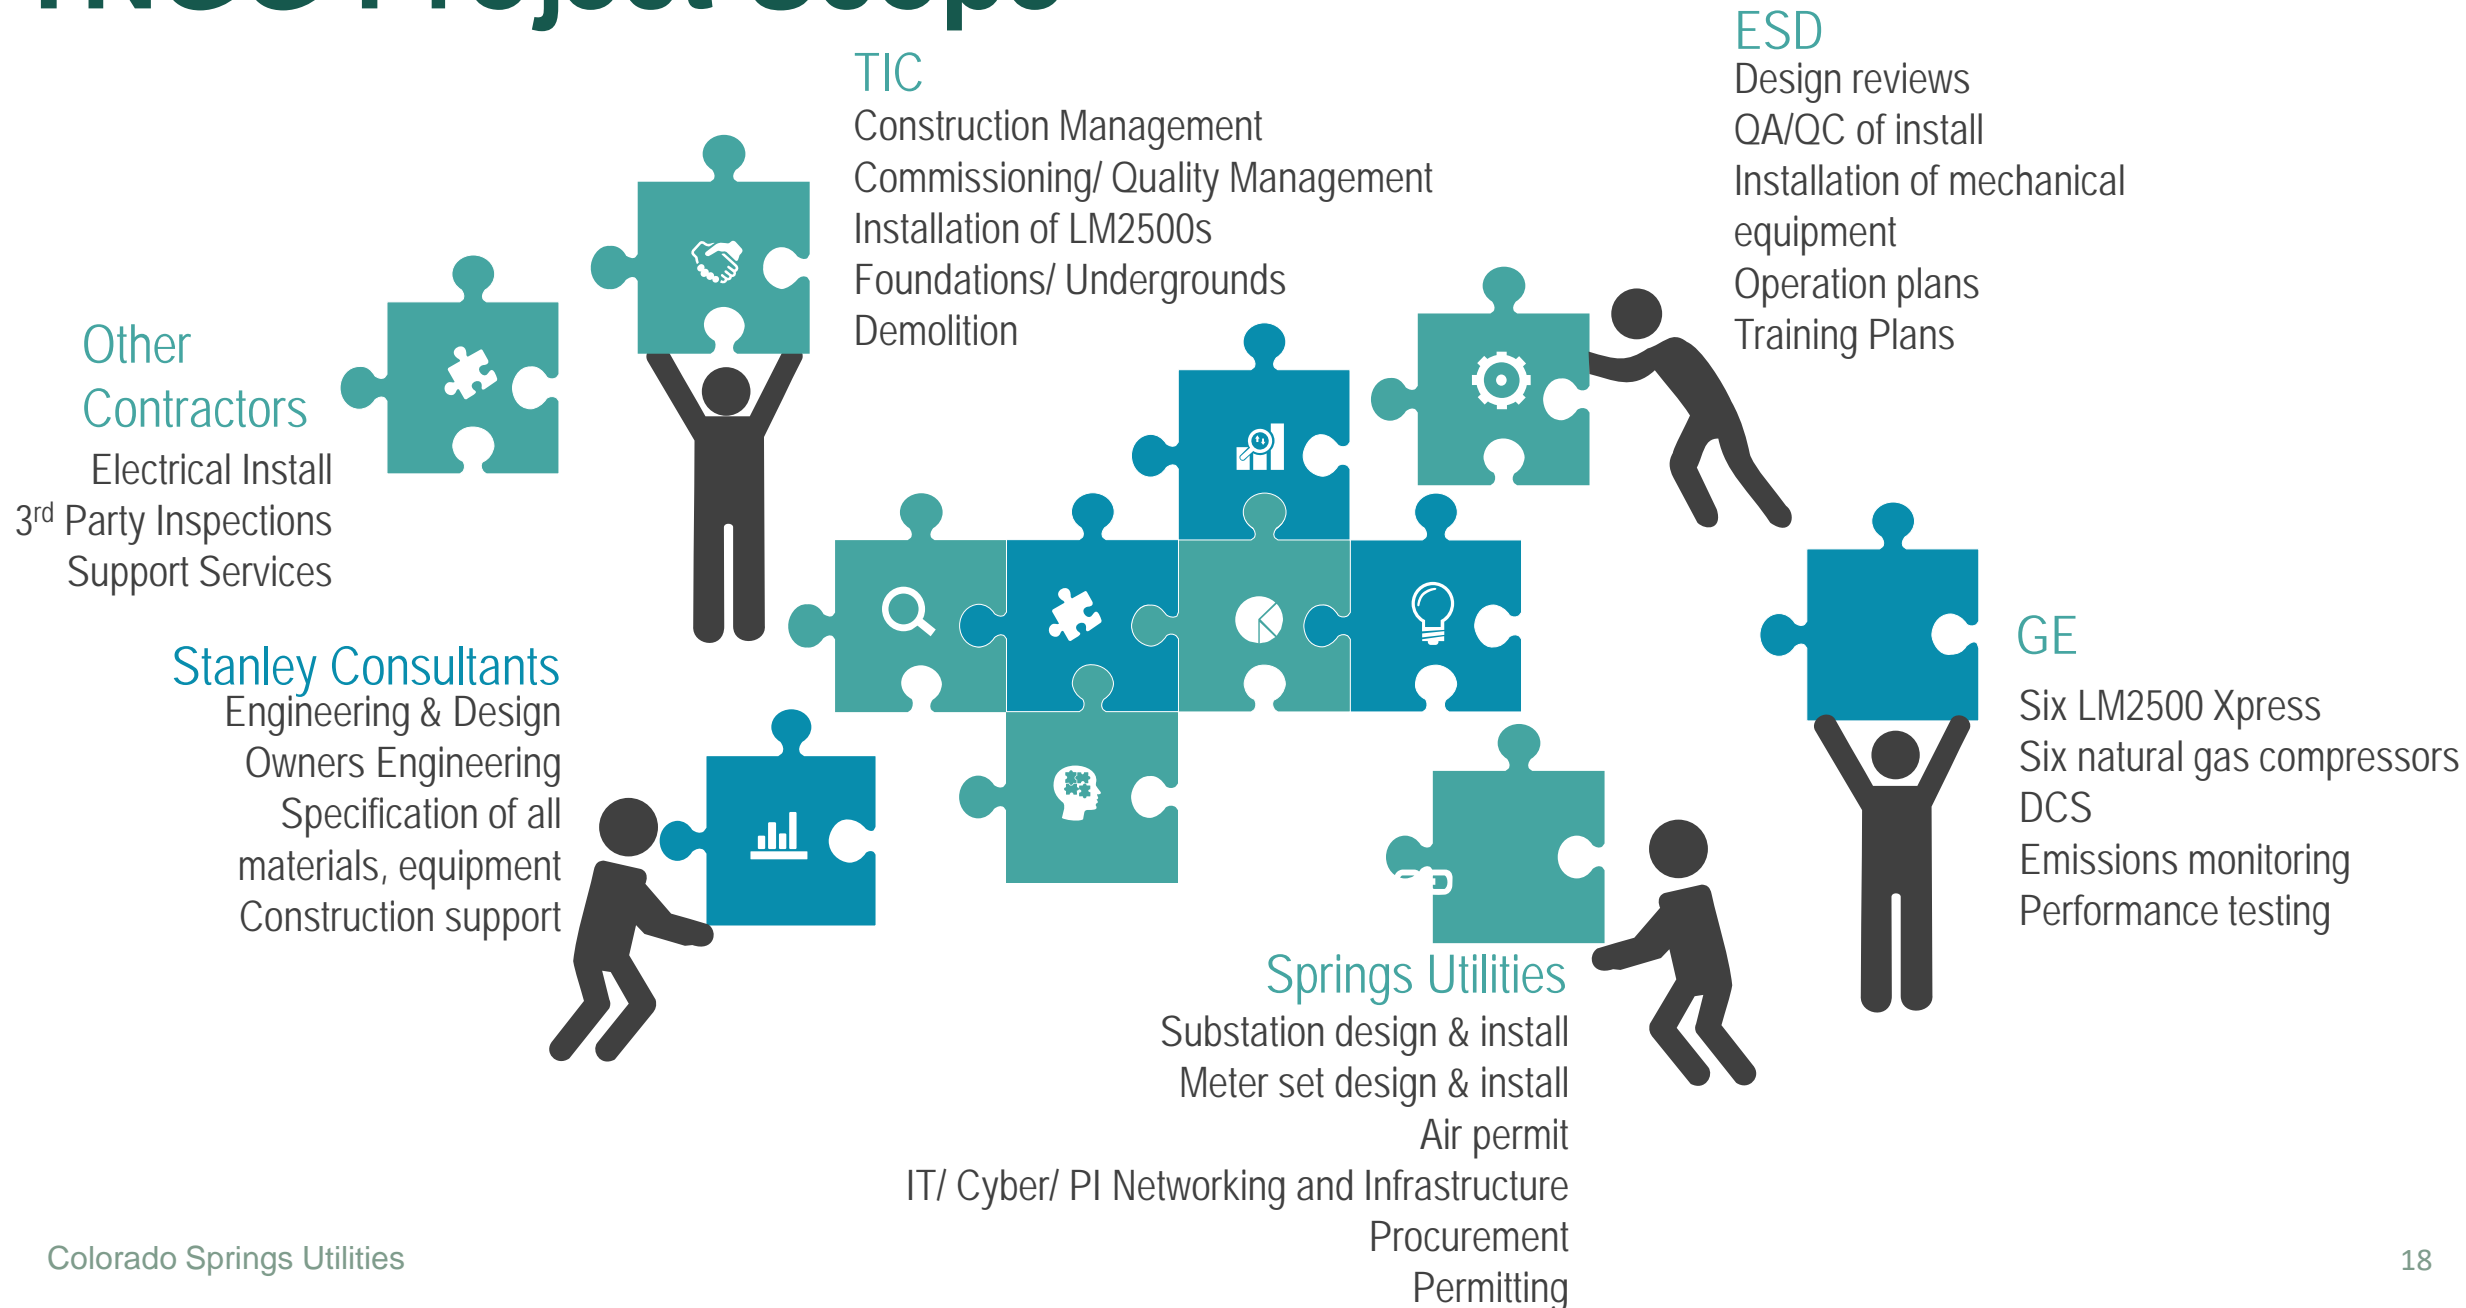 Project Scope
ESD
Design reviews
QA/QC of install
Installation of mechanical
equipment
Operation plans
Training Plans
TIC
Construction Management
Commissioning/ Quality Management
Installation of LM2500s
Foundations/ Undergrounds
Demolition
Other
Contractors
Electrical Install
3rd Party Inspections
Support Services
Stanley Consultants
Engineering & Design
Owners Engineering
Specification of all
materials, equipment
Construction support
GE
Six LM2500 Xpress
Six natural gas compressors
DCS
Emissions monitoring
Performance testing
Springs Utilities
Substation design & install
Meter set design & install
Air permit
IT/ Cyber/ PI Networking and Infrastructure
Procurement
Permitting
Colorado Springs Utilities
18